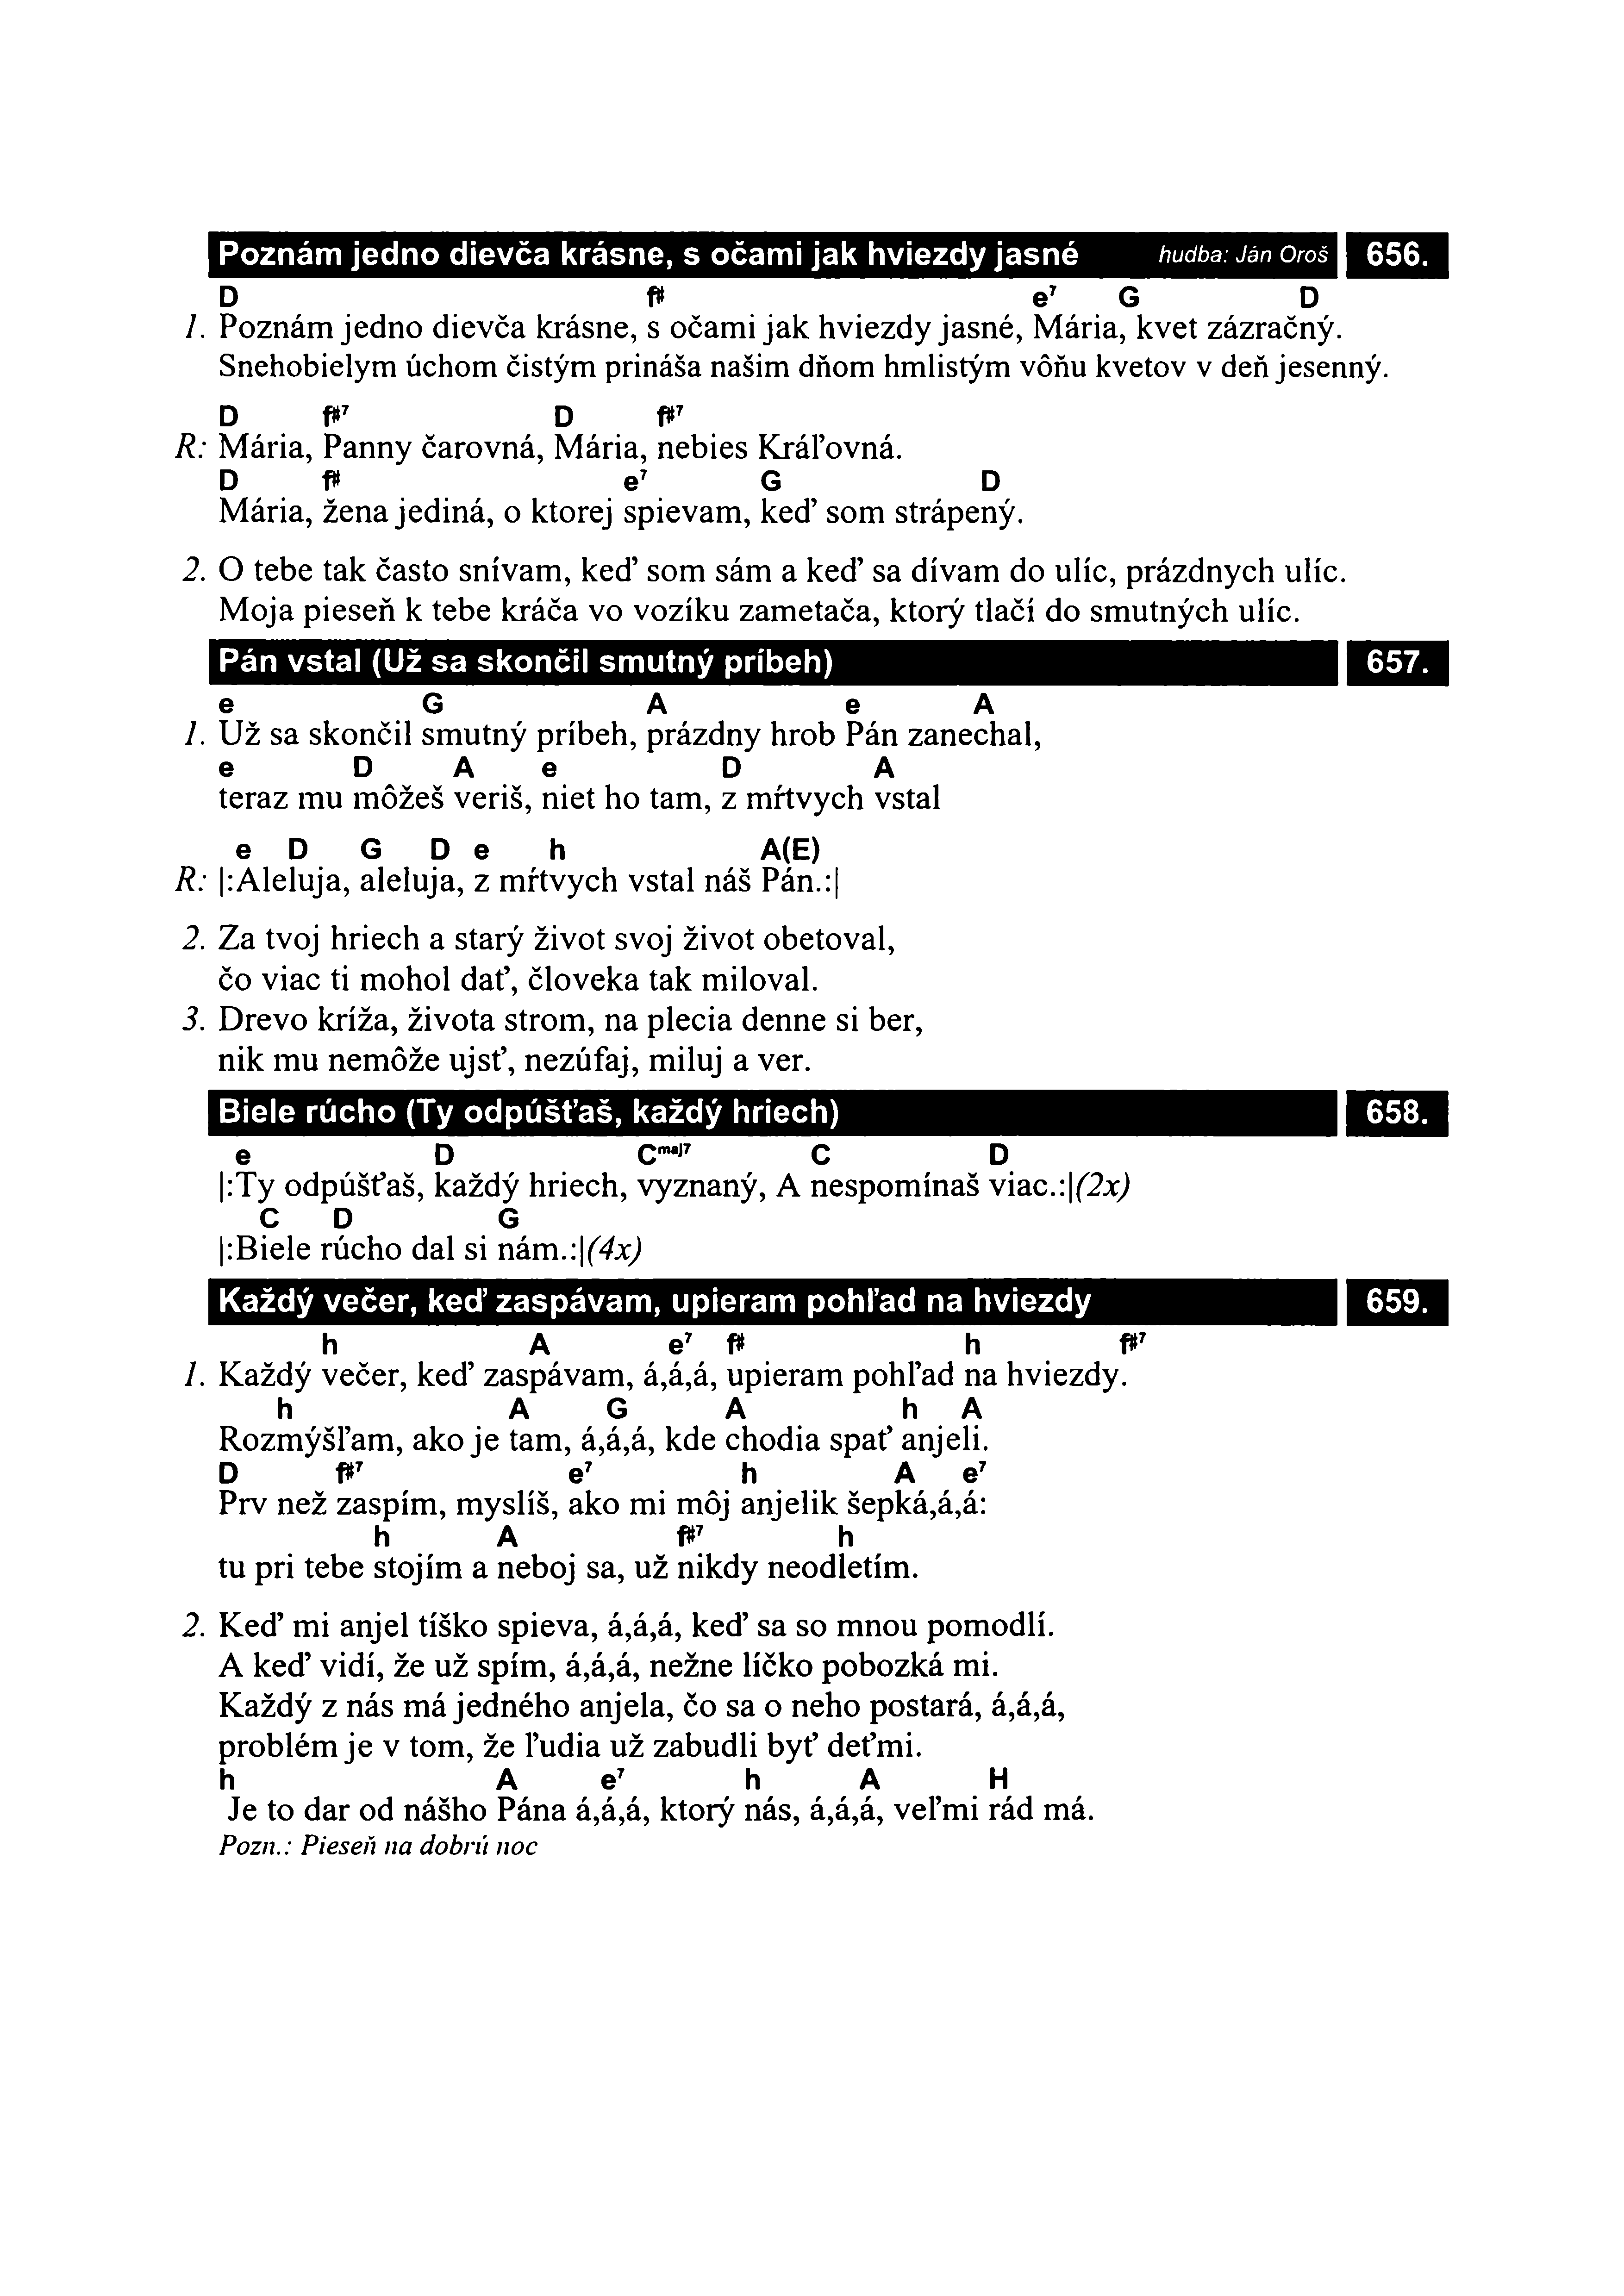 Poznám jedno dievča krásne, s očami jak hviezdy jasné hudba: Ján Oroš 656.
D f# e7 G D
1. Poznám jedno dievča krásne, s očami jak hviezdy jasné, Mária, kvet zázračný.
Snehobielym úchom čistým prináša našim dňom hmlistým vôňu kvetov v deň jesenný.
D f#7 D f#7
R: Mária, Panny čarovná, Mária, nebies Kráľovná.
D f# e7 G D
Mária, žena jediná, o ktorej spievam, keď som strápený.
2. O tebe tak často snívam, keď som sám a keď sa dívam do ulíc, prázdnych ulíc.
Moja pieseň k tebe kráča vo vozíku zametača, ktorý tlačí do smutných ulíc.
Pán vstal (Už sa skončil smutný príbeh) 657.
e G A e A
1. Už sa skončil smutný príbeh, prázdny hrob Pán zanechal,
e D A e D A
teraz mu môžeš veriš, niet ho tam, z mŕtvych vstal
e D G D e h A(E)
R: |:Aleluja, aleluja, z mŕtvych vstal náš Pán.:|
2. Za tvoj hriech a starý život svoj život obetoval,
čo viac ti mohol dať, človeka tak miloval.
3. Drevo kríža, života strom, na plecia denne si ber,
nik mu nemôže ujsť, nezúfaj, miluj a ver.
Biele rúcho (Ty odpúšťaš, každý hriech) 658.
e D Cmaj7 C D
|:Ty odpúšťaš, každý hriech, vyznaný, A nespomínaš viac.:|(2x)
C D G
|:Biele rúcho dal si nám.:|(4x)
Každý večer, keď zaspávam, upieram pohľad na hviezdy 659.
h A e7 f# h f#7
1. Každý večer, keď zaspávam, á,á,á, upieram pohľad na hviezdy.
h A G A h A
Rozmýšľam, ako je tam, á,á,á, kde chodia spať anjeli.
D f#7 e7 h A e7
Prv než zaspím, myslíš, ako mi môj anjelik šepká,á,á:
h A f#7 h
tu pri tebe stojím a neboj sa, už nikdy neodletím.
2. Keď mi anjel tíško spieva, á,á,á, keď sa so mnou pomodlí.
A keď vidí, že už spím, á,á,á, nežne líčko pobozká mi.
Každý z nás má jedného anjela, čo sa o neho postará, á,á,á,
problém je v tom, že ľudia už zabudli byť deťmi.
h A e7 h A H
Je to dar od nášho Pána á,á,á, ktorý nás, á,á,á, veľmi rád má.
Pozn.: Pieseň na dobrú noc